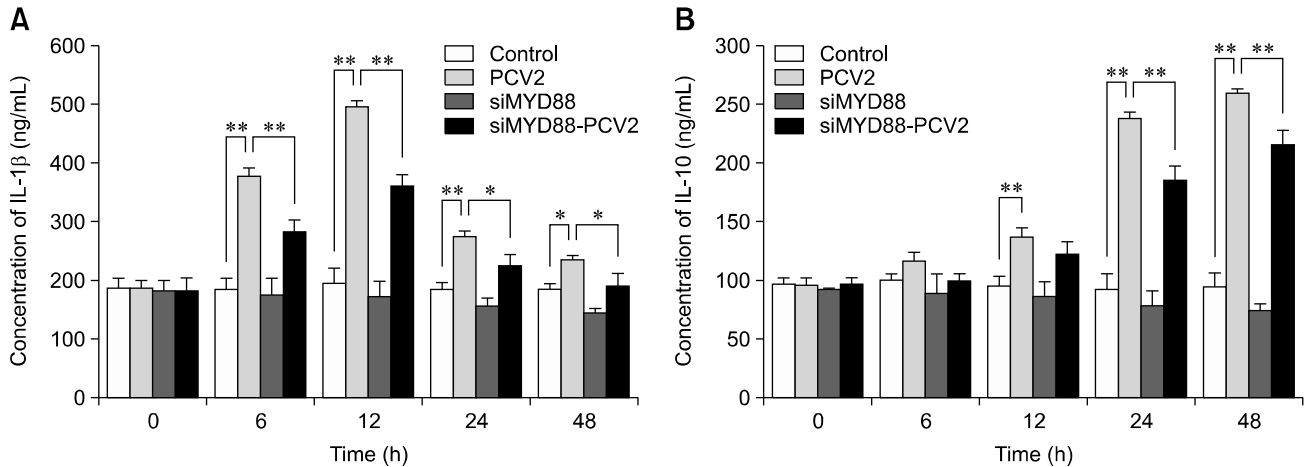 A
Concentration of IL-1β (ng/mL)
600
500
400
300
200
100
0
Control
PCV2
siMYD88
siMYD88-PCV2
** **
** **
** *
* *
0 6 12 24 48
Time (h)
B
Concentration of IL-10 (ng/mL)
300
250
200
150
100
50
0
Control
PCV2
siMYD88
siMYD88-PCV2
**
** **
** **
0 6 12 24 48
Time (h)